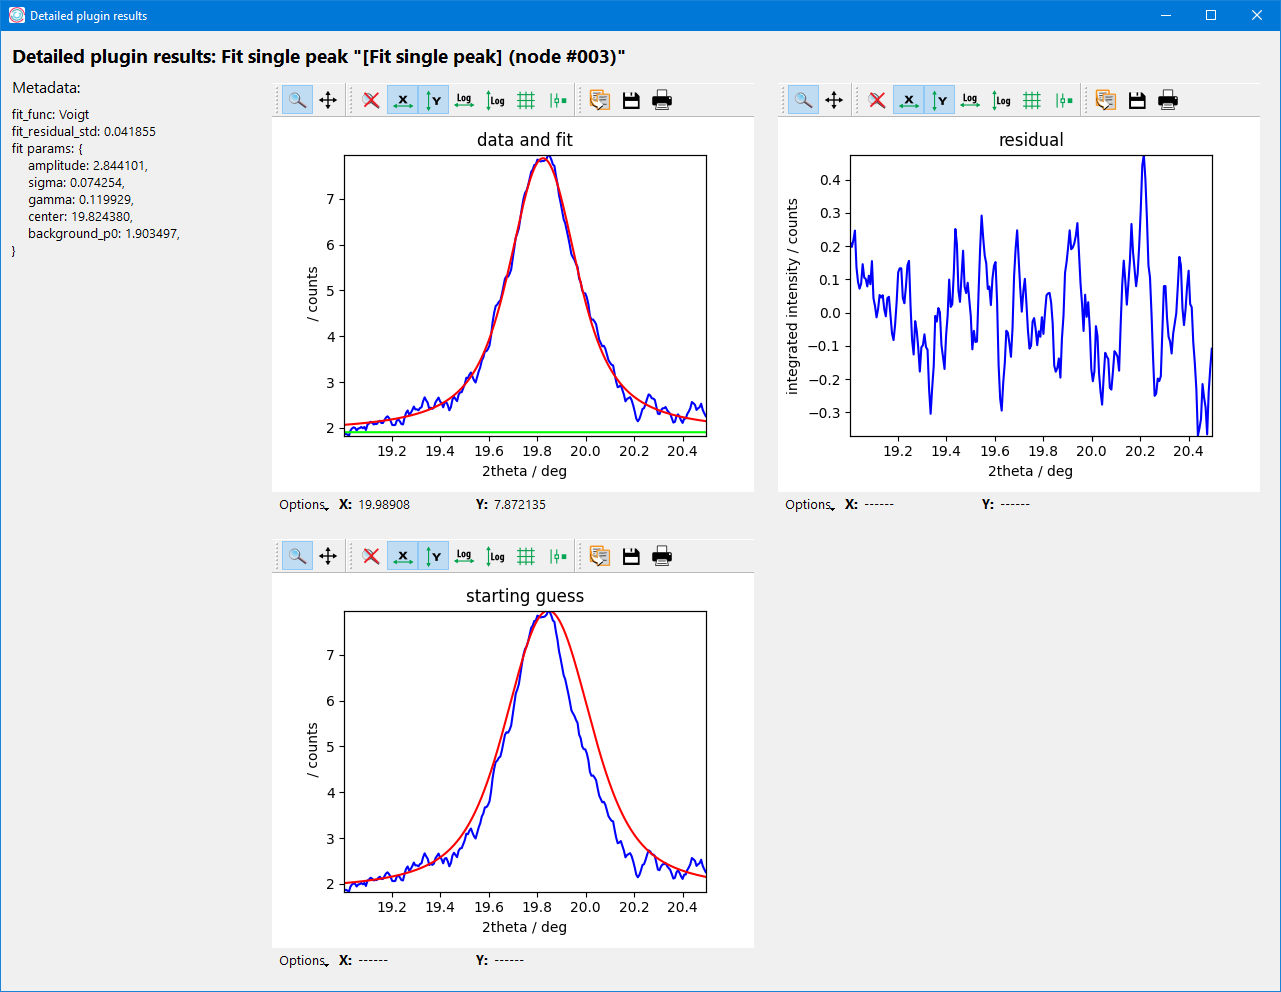 Detailed plugin results
Detailed plugin results: Fit single peak "[Fit single peak] (node #003)"
Metadata:
fit_func: Voigt
fit_residual_std: 0.041855
fit params: {
amplitude: 2.844101,
sigma: 0.074254,
gamma: 0.119929,
center: 19.824380,
background_p0: 1.903497,
}
X Y Log Log
data and fit
/ counts
7
6
5
4
3
2
19.2 19.4 19.6 19.8 20.0 20.2 20.4
2theta / deg
Options X: 19.98908 Y: 7.872135
X Y Log Log
residual
integrated intensity / counts
0.4
0.3
0.2
0.1
0.0
−0.1
−0.2
−0.3
19.2 19.4 19.6 19.8 20.0 20.2 20.4
2theta / deg
Options X: ------ Y: ------
X Y Log Log
starting guess
/ counts
7
6
5
4
3
2
19.2 19.4 19.6 19.8 20.0 20.2 20.4
2theta / deg
Options X: ------ Y: ------